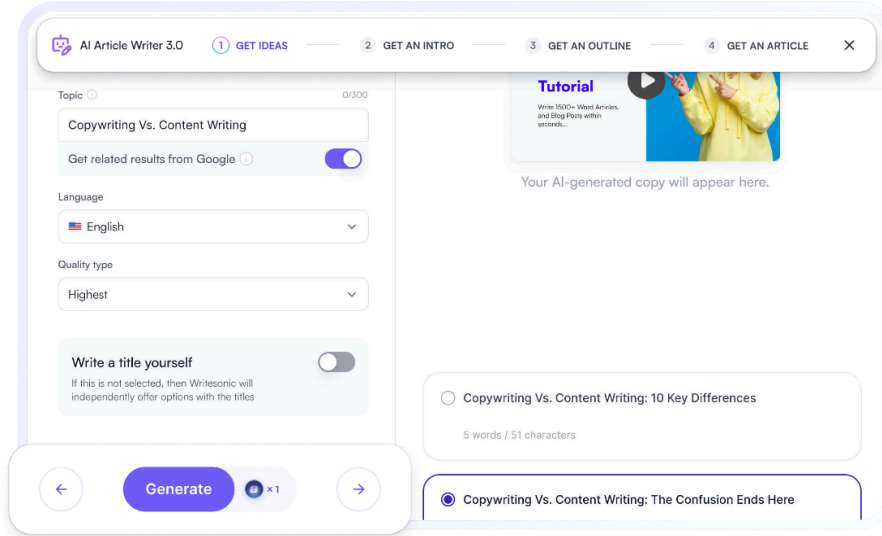 AI Article Writer 3.0
1 GET IDEAS
2 GET AN INTRO
3 GET AN OUTLINE
4 GET AN ARTICLE
Topic
0/300
Copywriting Vs. Content Writing
Get related results from Google
Language
English
Quality type
Highest
Write a title yourself
If this is not selected, then Writesonic will
independently offer options with the titles
Generate
×1
Tutorial
Write 1500+ Word Articles,
and Blog Posts within
seconds...
Your AI-generated copy will appear here.
Copywriting Vs. Content Writing: 10 Key Differences
5 words / 51 characters
Copywriting Vs. Content Writing: The Confusion Ends Here